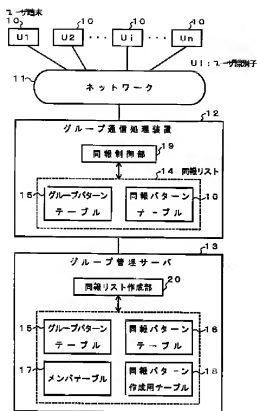 ユーザ端末
10 10 10 10
U1 U2 ・・ Ui ・・ Un
Ui:ユーザ識別子
11
ネットワーク
12
グループ通信処理装置
19
同報制御部
14 同報リスト
15 グループパターンテーブル
同報パターンテーブル 16
13
グループ管理サーバ
20
同報リスト作成部
15 グループパターンテーブル
同報パターンテーブル 16
17 メンバテーブル
同報パターン作成用テーブル 18